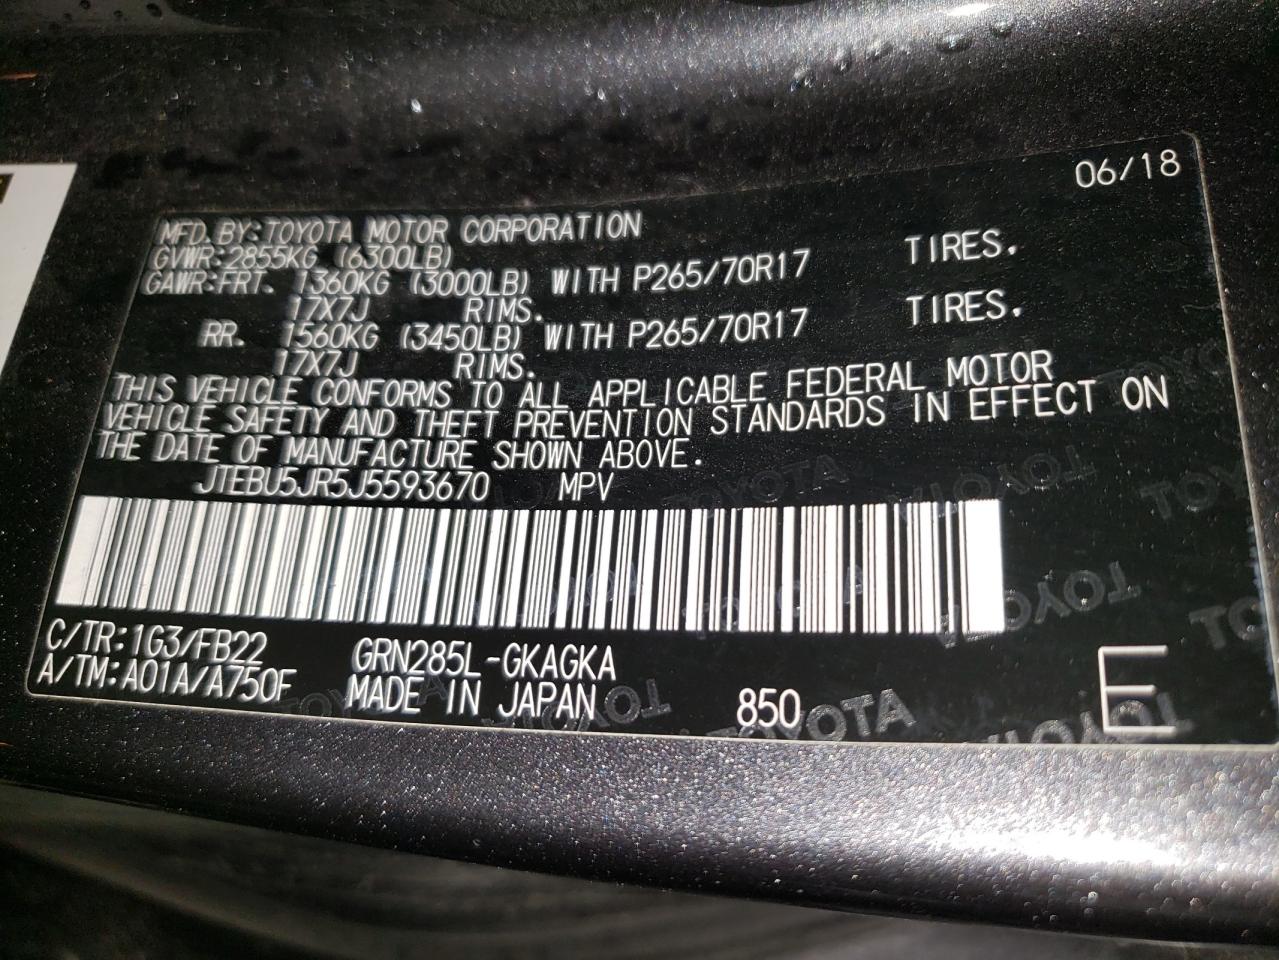 06/18
MFD.BY:TOYOTA MOTOR CORPORATION
GVWR:2855KG (6300LB)
GAWR:FRT. 1360KG (3000LB) WITH P265/70R17 TIRES.
17X7J RIMS.
RR. 1560KG (3450LB) WITH P265/70R17 TIRES.
17X7J RIMS.
THIS VEHICLE CONFORMS TO ALL APPLICABLE FEDERAL MOTOR
VEHICLE SAFETY AND THEFT PREVENTION STANDARDS IN EFFECT ON
THE DATE OF MANUFACTURE SHOWN ABOVE.
JTEBU5JR5J5593670 MPV
C/TR:1G3/FB22 GRN285L-GKAGKA
A/TM:A01A/A750F MADE IN JAPAN 850 E
TOYOTA